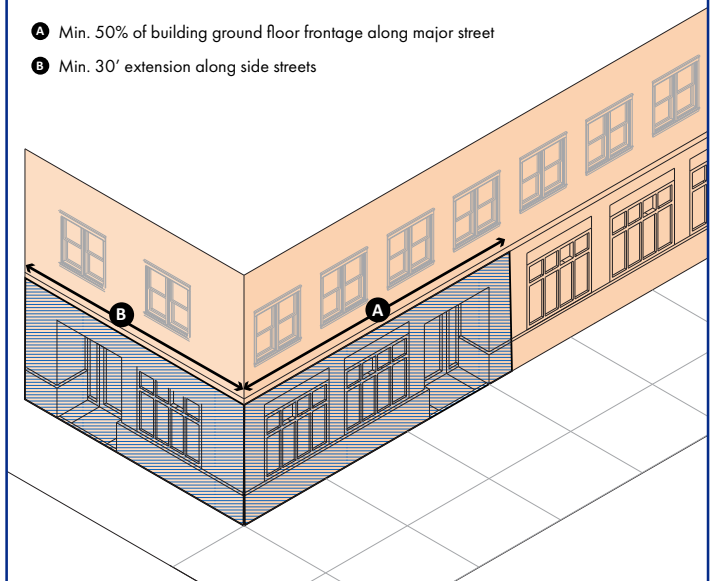 A Min. 50% of building ground floor frontage along major street
B Min. 30’ extension along side streets
B
A